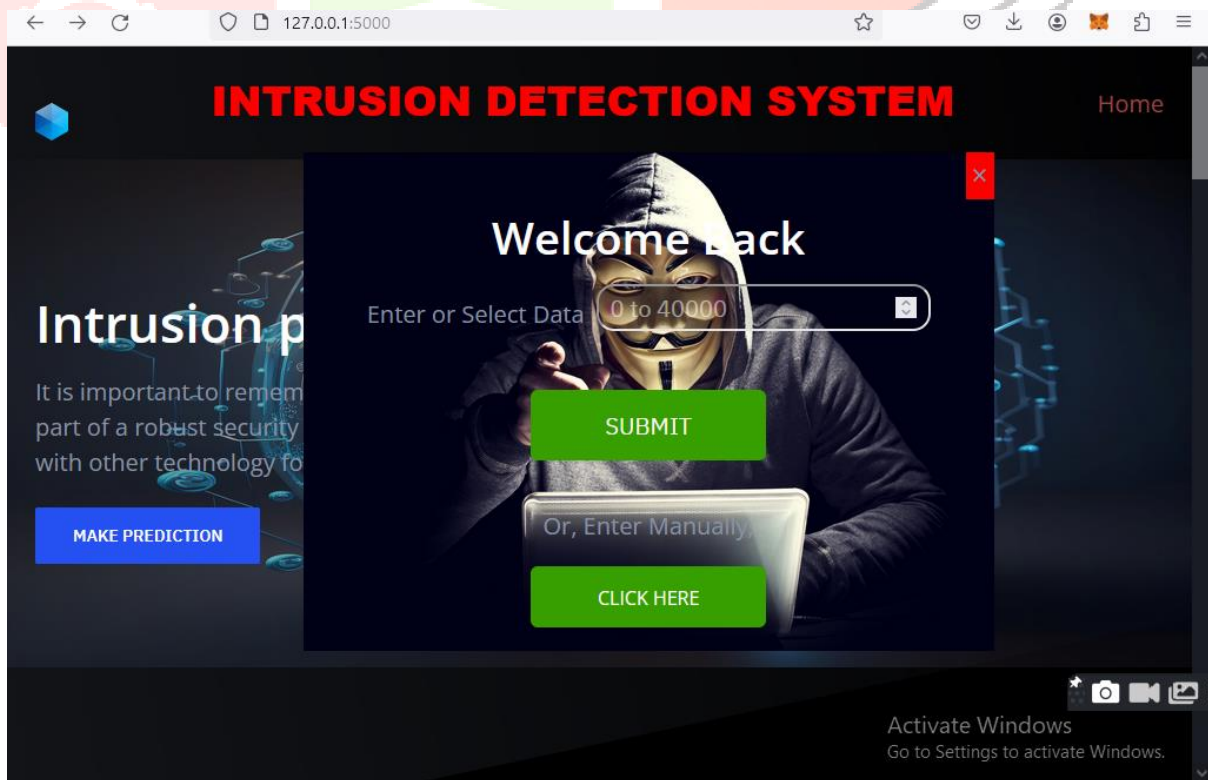 127.0.0.1:5000
INTRUSION DETECTION SYSTEM
Home
×
Welcome Back
Enter or Select Data
0 to 40000
Intrusion p
It is important to remem
part of a robust security
with other technology fo
SUBMIT
MAKE PREDICTION
Or, Enter Manually,
CLICK HERE
Activate Windows
Go to Settings to activate Windows.